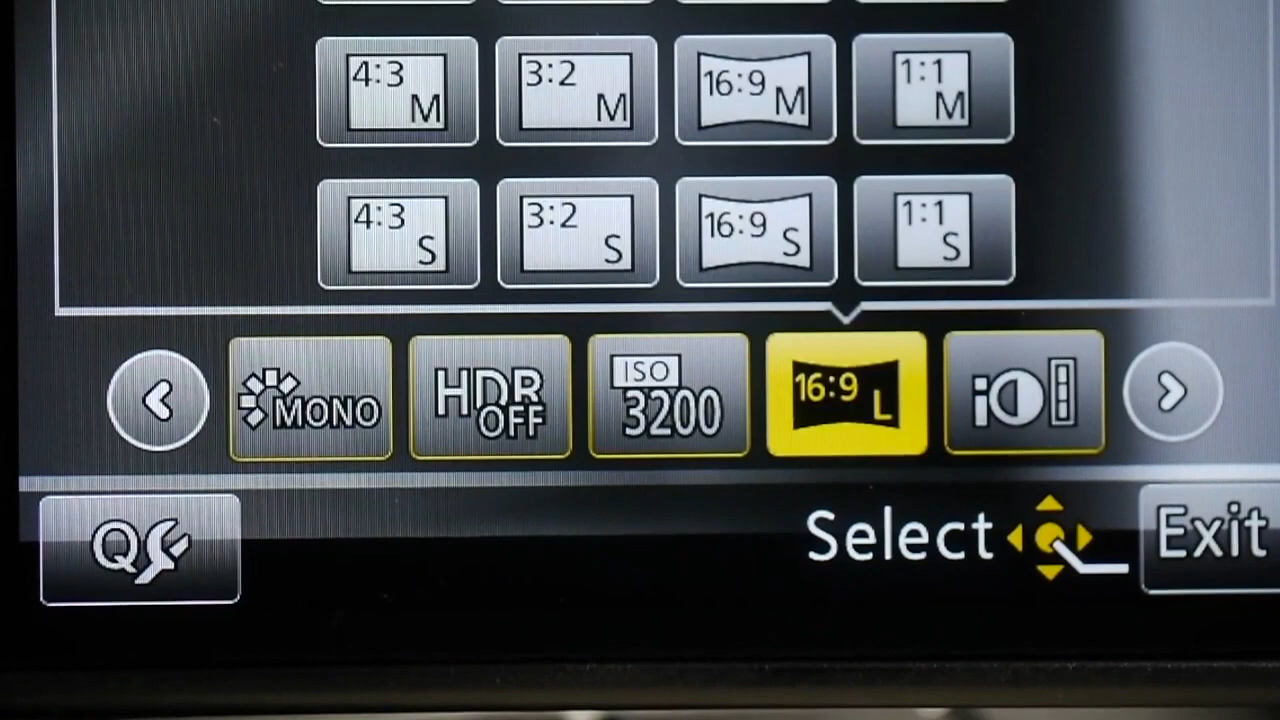 4:3 M 3:2 M 16:9 M 1:1 M
4:3 S 3:2 S 16:9 S 1:1 S
MONO HDR OFF ISO 3200 16:9 L i
Q Select Exit